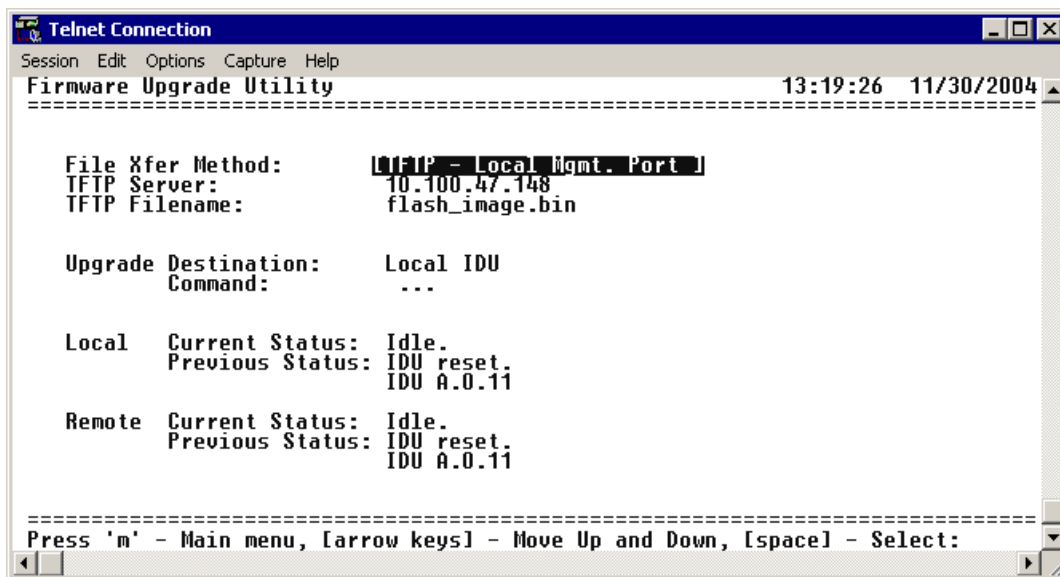 Telnet Connection
Session Edit Options Capture Help
Firmware Upgrade Utility 13:19:26 11/30/2004
================================================================================
File Xfer Method: [TFTP - Local Mgmt. Port ]
TFTP Server: 10.100.47.148
TFTP Filename: flash_image.bin
Upgrade Destination: Local IDU
Command: ...
Local Current Status: Idle.
Previous Status: IDU reset.
IDU A.0.11
Remote Current Status: Idle.
Previous Status: IDU reset.
IDU A.0.11
================================================================================
Press 'm' - Main menu, [arrow keys] - Move Up and Down, [space] - Select: